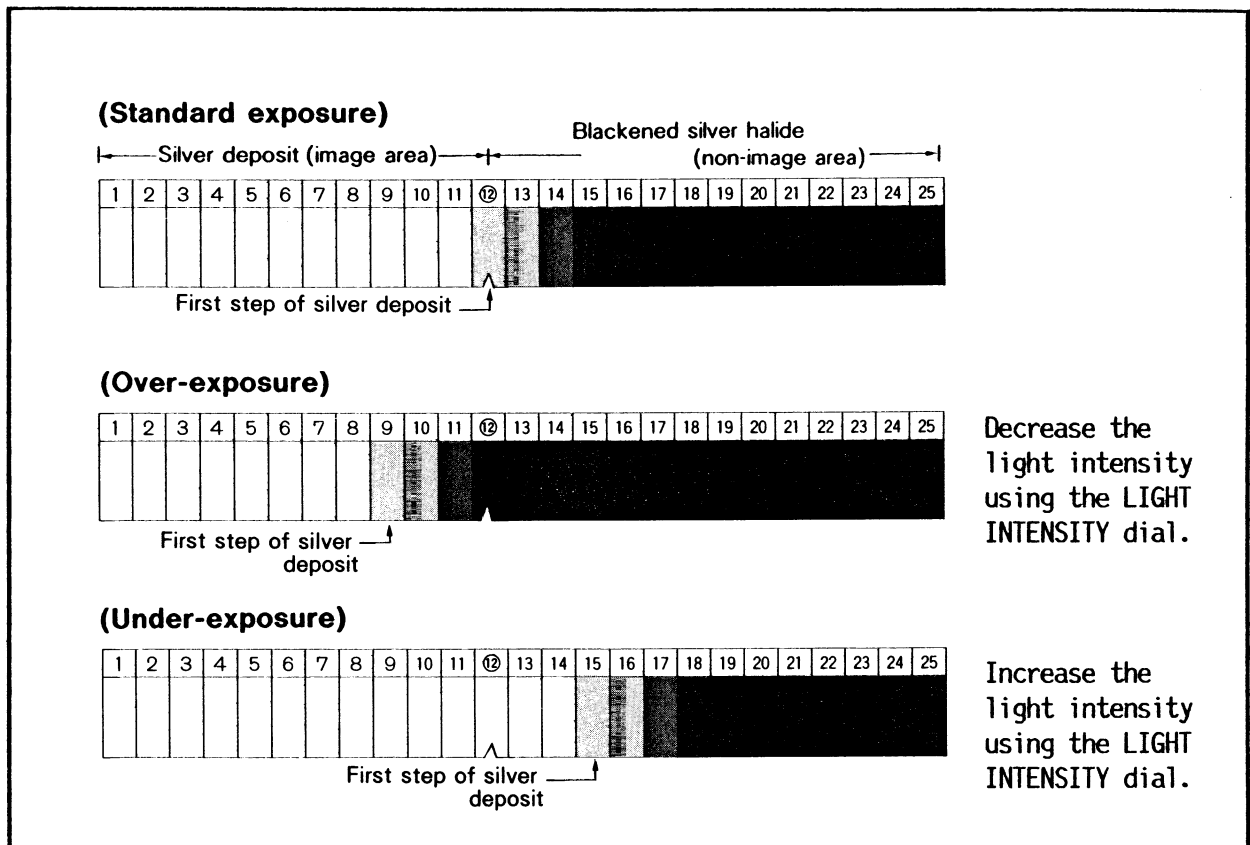 (Standard exposure)
Silver deposit (image area)
Blackened silver halide
(non-image area)
1 2 3 4 5 6 7 8 9 10 11 ⑫ 13 14 15 16 17 18 19 20 21 22 23 24 25
First step of silver deposit
(Over-exposure)
1 2 3 4 5 6 7 8 9 10 11 ⑫ 13 14 15 16 17 18 19 20 21 22 23 24 25
First step of silver
deposit
Decrease the
light intensity
using the LIGHT
INTENSITY dial.
(Under-exposure)
1 2 3 4 5 6 7 8 9 10 11 ⑫ 13 14 15 16 17 18 19 20 21 22 23 24 25
First step of silver
deposit
Increase the
light intensity
using the LIGHT
INTENSITY dial.